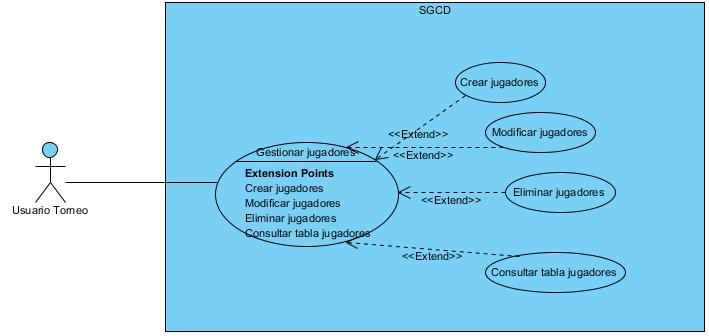 SGCD
Crear jugadores
<<Extend>>
Modificar jugadores
Gestionar jugadores
<<Extend>>
Extension Points
Crear jugadores
Modificar jugadores
Eliminar jugadores
Consultar tabla jugadores
Eliminar jugadores
<<Extend>>
Usuario Torneo
<<Extend>>
Consultar tabla jugadores